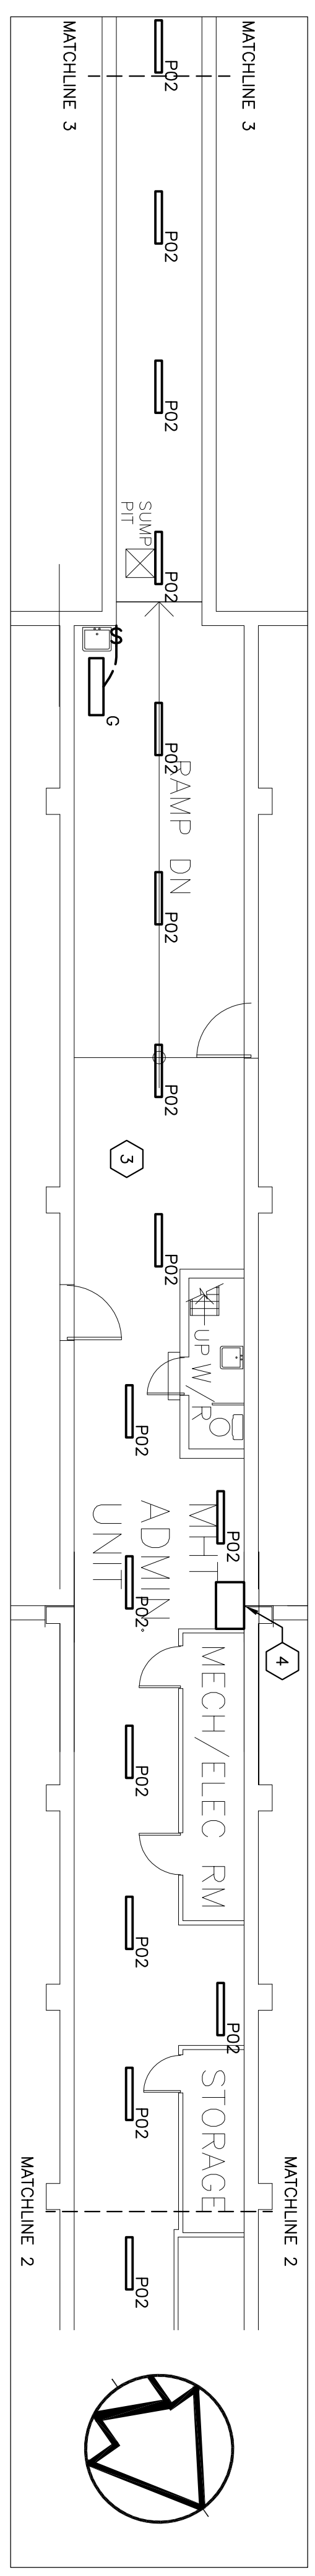 MATCHLINE 3
MATCHLINE 3
P02
P02
P02
SUMP
PIT
P02
$
G
P02
RAMP DN
P02
P02
3
P02
UP
W/R
P02
P02
MHT
ADMIN.
UNIT
P02
4
MECH/ELEC RM
P02
P02
P02
STORAGE
P02
MATCHLINE 2
MATCHLINE 2
P02